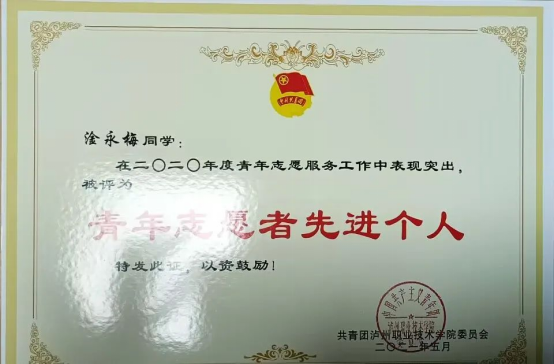 淦永梅同学：
在二〇二〇年度青年志愿服务工作中表现突出，
被评为
青年志愿者先进个人
特发此证，以资鼓励！
共青团泸州职业技术学院委员会
二〇二一年五月